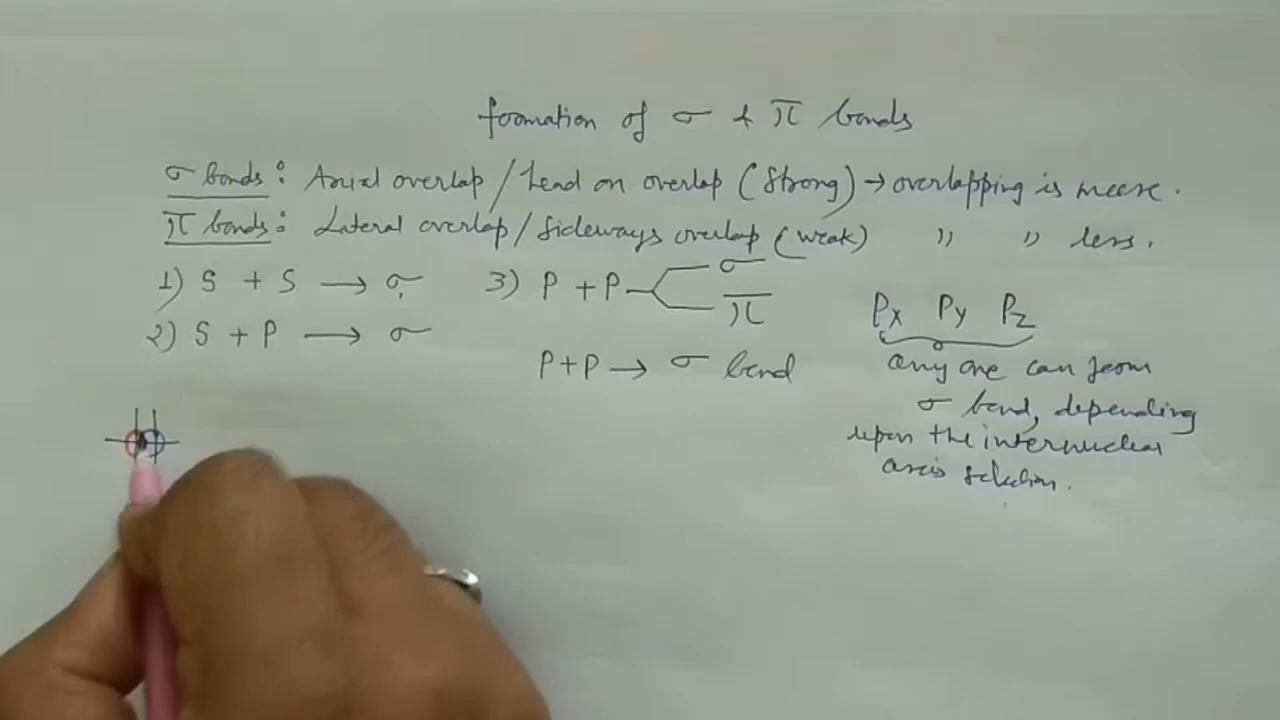 formation of σ & π bonds
σ bonds: Axial overlap / head on overlap (Strong) → overlapping is more.
π bonds: Lateral overlap / Sideways overlap (weak) " " less.
1) S + S → σ
2) S + P → σ
3) P + P σ
π
P+P → σ bond
Px Py Pz
any one can form
σ bond, depending
upon the internuclear
axis selection.